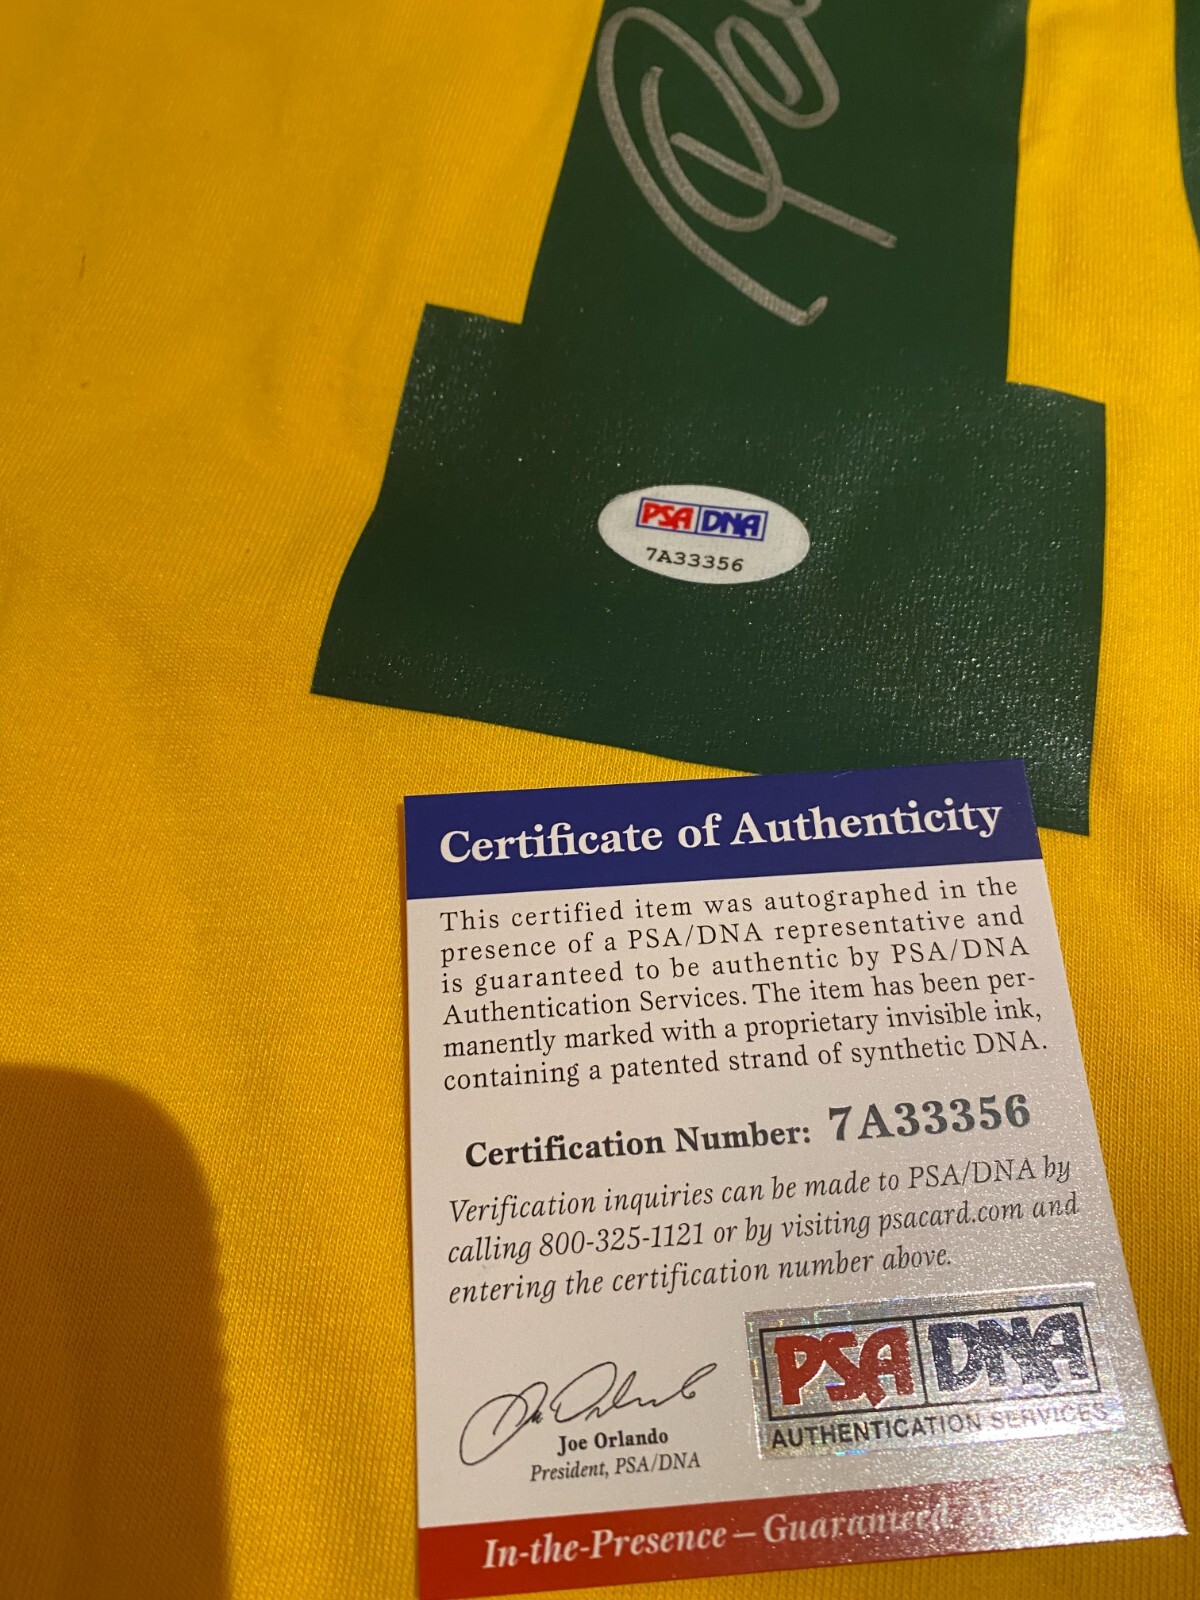 Pe
PSA DNA
7A33356
Certificate of Authenticity
This certified item was autographed in the
presence of a PSA/DNA representative and
is guaranteed to be authentic by PSA/DNA
Authentication Services. The item has been per-
manently marked with a proprietary invisible ink,
containing a patented strand of synthetic DNA.
Certification Number: 7A33356
Verification inquiries can be made to PSA/DNA by
calling 800-325-1121 or by visiting psacard.com and
entering the certification number above.
PSA DNA
AUTHENTICATION SERVICES
Joe Orlando
President, PSA/DNA
In-the-Presence – Guaranteed